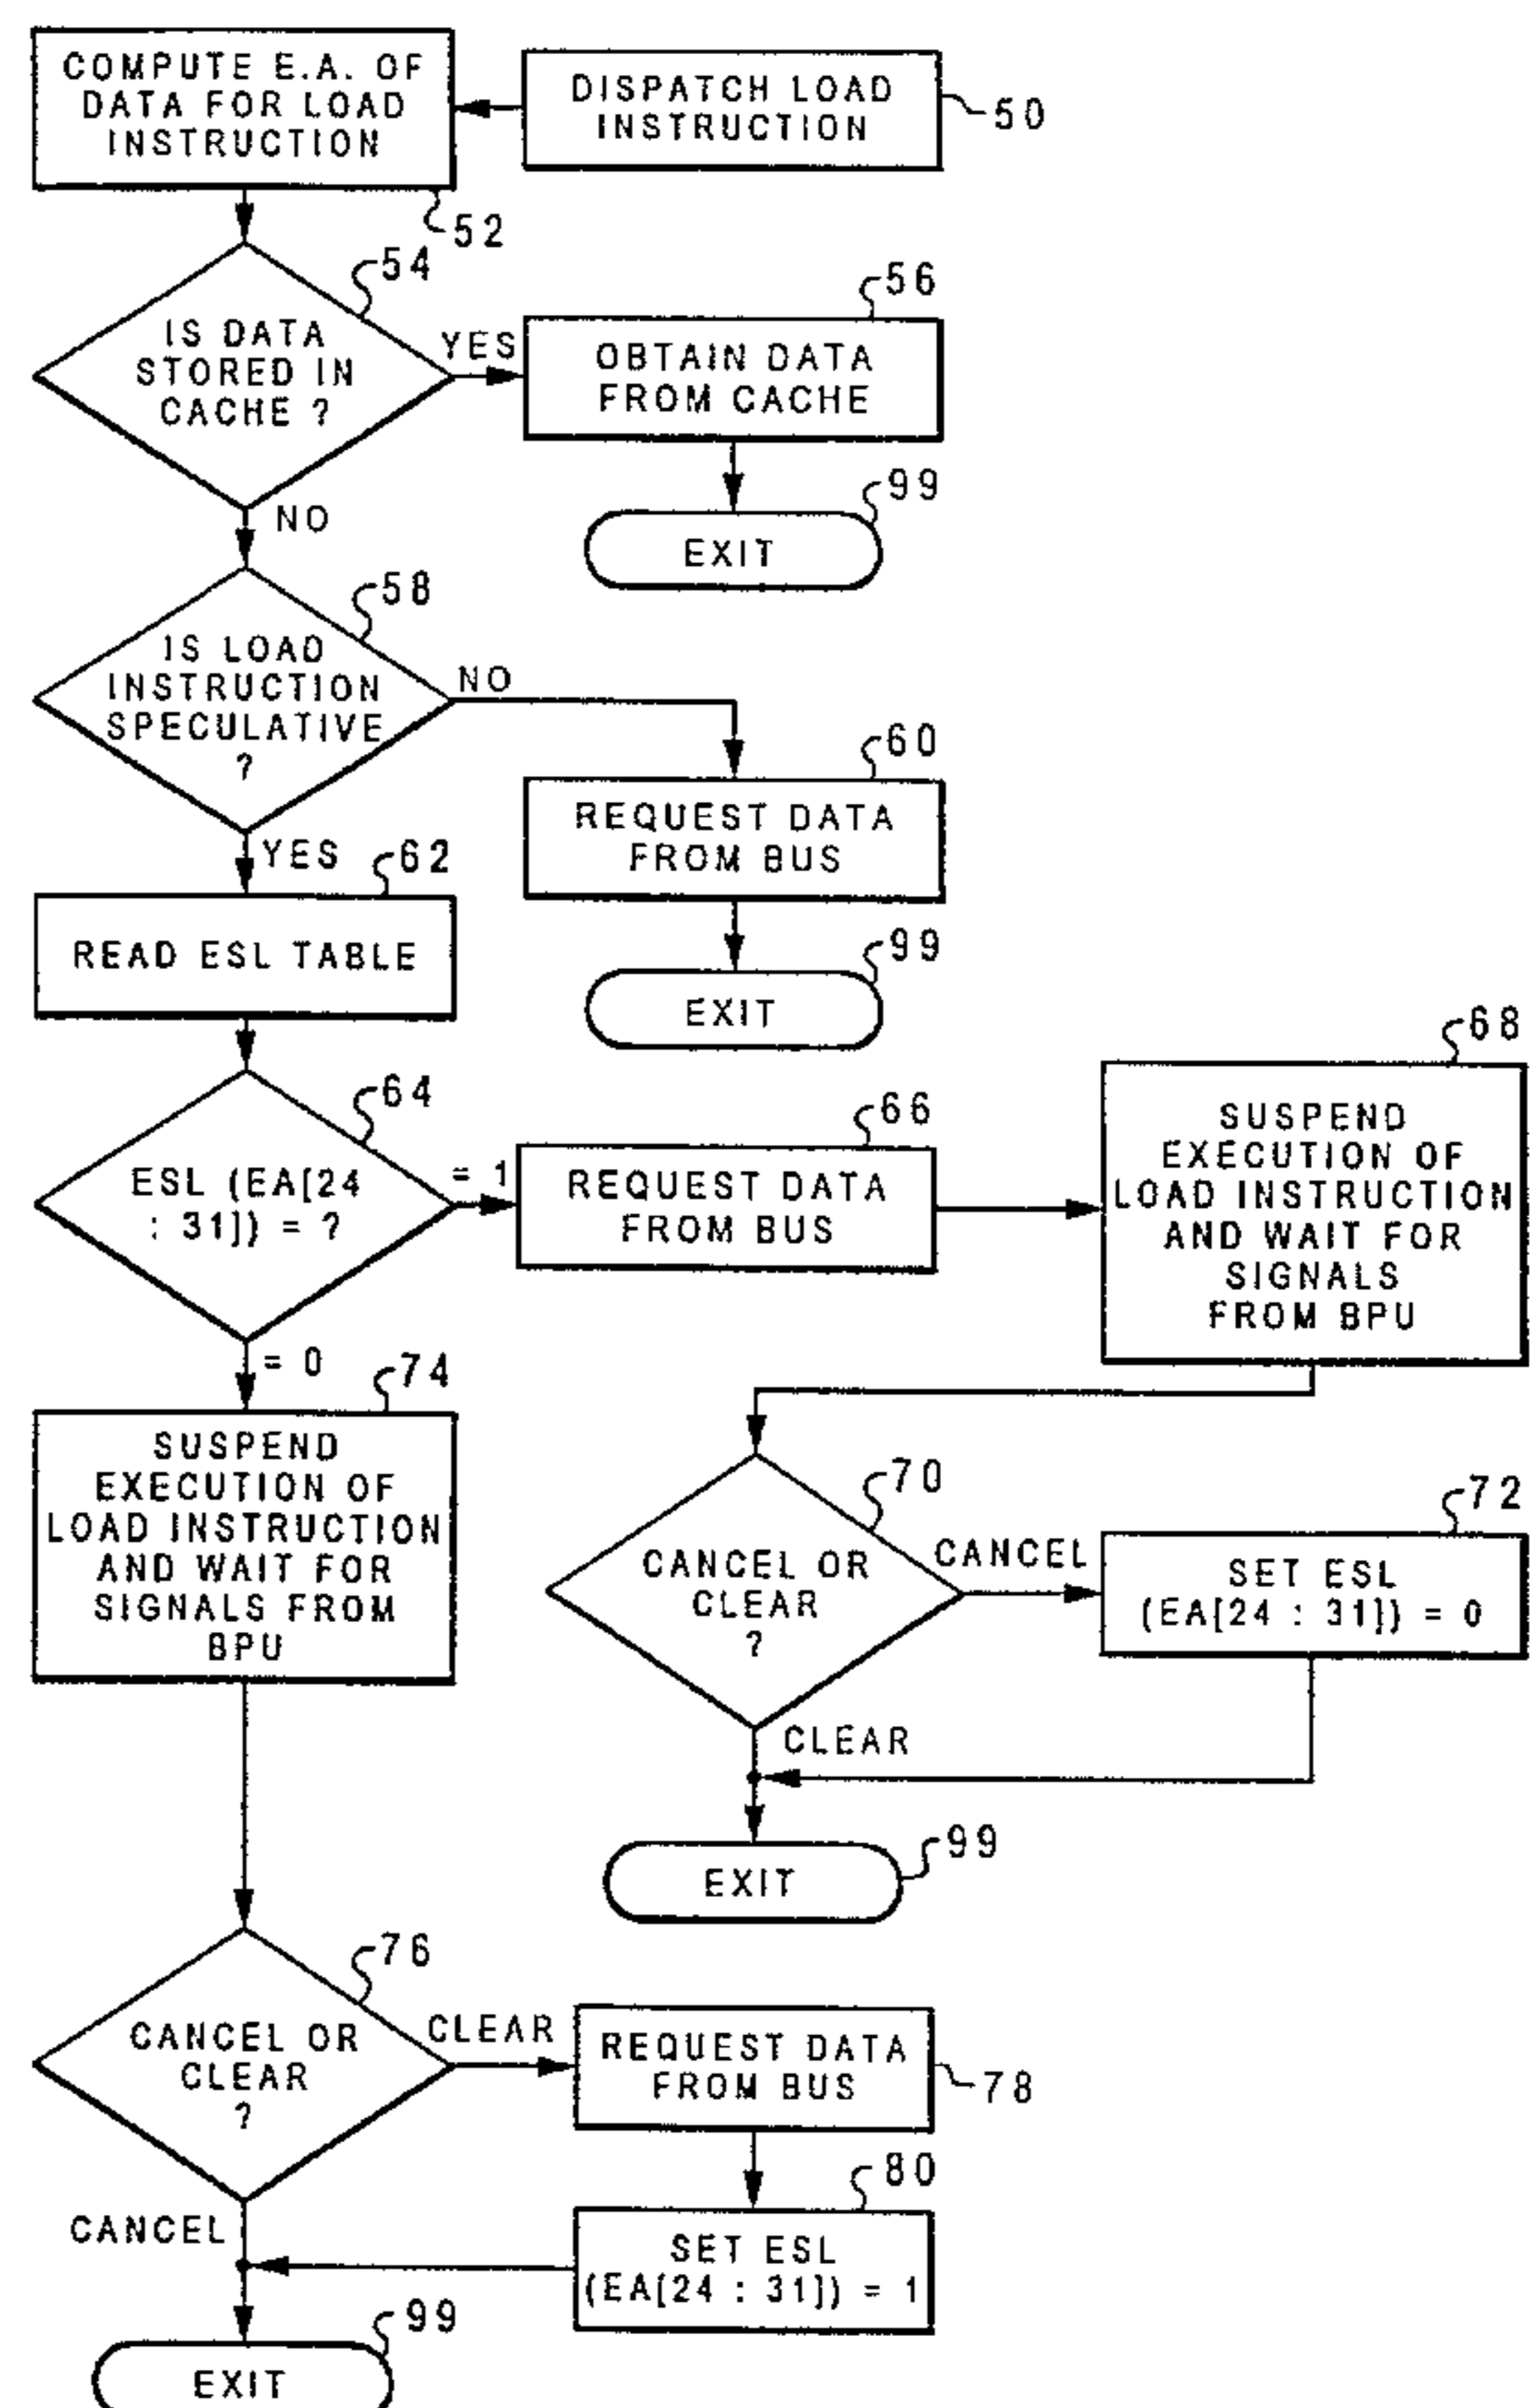 COMPUTE E.A. OF
DATA FOR LOAD
INSTRUCTION
52
DISPATCH LOAD
INSTRUCTION
50
54
IS DATA
STORED IN
CACHE ?
YES
56
OBTAIN DATA
FROM CACHE
99
EXIT
NO
58
IS LOAD
INSTRUCTION
SPECULATIVE
?
NO
60
REQUEST DATA
FROM BUS
99
EXIT
YES
62
READ ESL TABLE
64
ESL (EA[24
: 31]) = ?
= 1
66
REQUEST DATA
FROM BUS
68
SUSPEND
EXECUTION OF
LOAD INSTRUCTION
AND WAIT FOR
SIGNALS
FROM BPU
= 0
74
SUSPEND
EXECUTION OF
LOAD INSTRUCTION
AND WAIT FOR
SIGNALS FROM
BPU
70
CANCEL OR
CLEAR
?
CANCEL
72
SET ESL
(EA[24 : 31]) = 0
CLEAR
99
EXIT
76
CANCEL OR
CLEAR
?
CLEAR
REQUEST DATA
FROM BUS
78
80
SET ESL
(EA[24 : 31]) = 1
CANCEL
99
EXIT